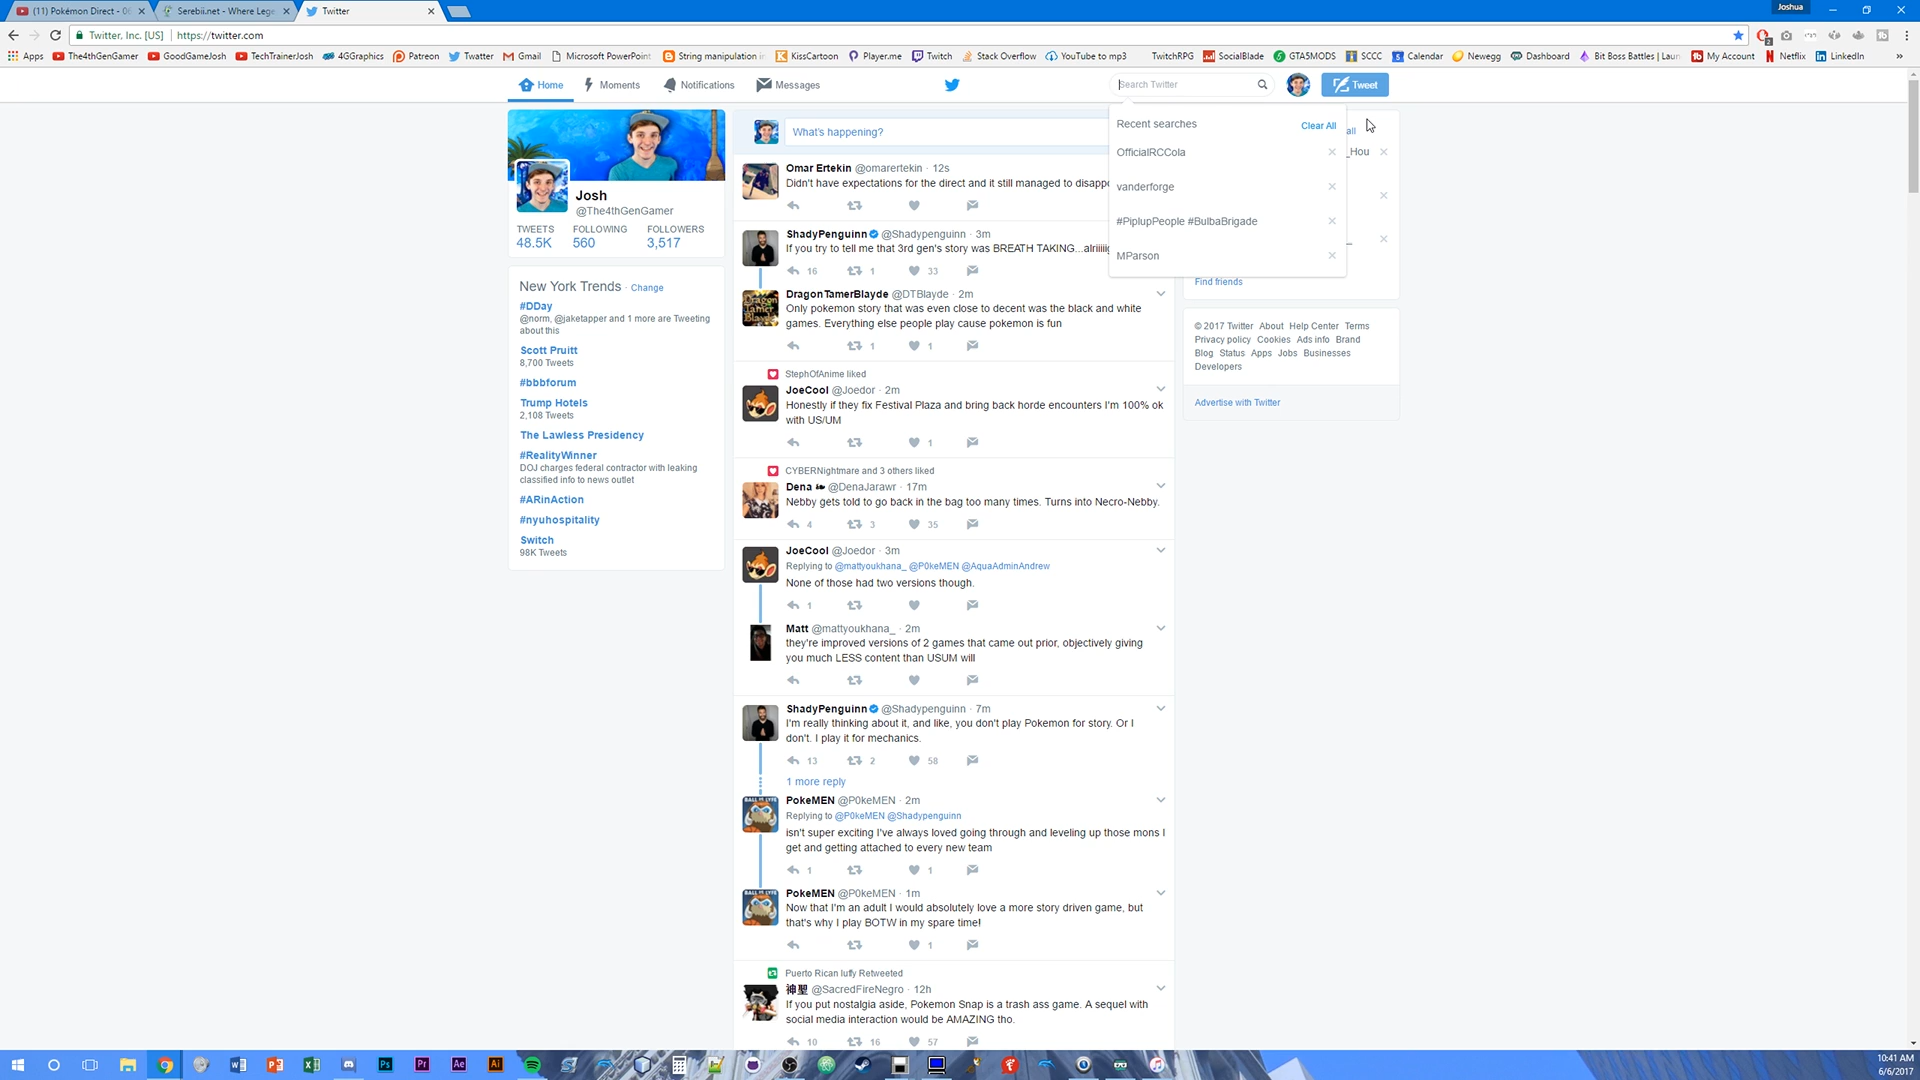 (11) Pokémon Direct - 06
Serebii.net - Where Lege
Twitter
Joshua
Twitter, Inc. [US]
https://twitter.com
Apps
The4thGenGamer
GoodGameJosh
TechTrainerJosh
4GGraphics
Patreon
Twatter
Gmail
Microsoft PowerPoint
String manipulation i
KissCartoon
Player.me
Twitch
Stack Overflow
YouTube to mp3
TwitchRPG
SocialBlade
GTA5MODS
SCCC
Calendar
Newegg
Dashboard
Bit Boss Battles | Laun
My Account
Netflix
LinkedIn
»
Home
Moments
Notifications
Messages
Search Twitter
Tweet
Josh
@The4thGenGamer
TWEETS FOLLOWING FOLLOWERS
48.5K 560 3,517
New York Trends · Change
#DDay
@norm, @jaketapper and 1 more are Tweeting
about this
Scott Pruitt
8,700 Tweets
#bbbforum
Trump Hotels
2,108 Tweets
The Lawless Presidency
#RealityWinner
DOJ charges federal contractor with leaking
classified info to news outlet
#ARinAction
#nyuhospitality
Switch
98K Tweets
What's happening?
Omar Ertekin @omarertekin · 12s
Didn't have expectations for the direct and it still managed to disappo
ShadyPenguinn @Shadypenguinn · 3m
If you try to tell me that 3rd gen's story was BREATH TAKING...alriiiig
16 1 33
DragonTamerBlayde @DTBlayde · 2m
Only pokemon story that was even close to decent was the black and white
games. Everything else people play cause pokemon is fun
1 1
StephOfAnime liked
JoeCool @Joedor · 2m
Honestly if they fix Festival Plaza and bring back horde encounters I'm 100% ok
with US/UM
1
CYBERNightmare and 3 others liked
Dena @DenaJarawr · 17m
Nebby gets told to go back in the bag too many times. Turns into Necro-Nebby.
4 3 35
JoeCool @Joedor · 3m
Replying to @mattyoukhana_ @P0keMEN @AquaAdminAndrew
None of those had two versions though.
1
Matt @mattyoukhana_ · 2m
they're improved versions of 2 games that came out prior, objectively giving
you much LESS content than USUM will
ShadyPenguinn @Shadypenguinn · 7m
I'm really thinking about it, and like, you don't play Pokemon for story. Or I
don't. I play it for mechanics.
13 2 58
1 more reply
PokeMEN @P0keMEN · 2m
Replying to @P0keMEN @Shadypenguinn
isn't super exciting I've always loved going through and leveling up those mons I
get and getting attached to every new team
1 1
PokeMEN @P0keMEN · 1m
Now that I'm an adult I would absolutely love a more story driven game, but
that's why I play BOTW in my spare time!
1
Puerto Rican luffy Retweeted
神聖 @SacredFireNegro · 12h
If you put nostalgia aside, Pokemon Snap is a trash ass game. A sequel with
social media interaction would be AMAZING tho.
10 16 57
Recent searches
Clear All
OfficialRCCola
vanderforge
#PiplupPeople #BulbaBrigade
MParson
all
_Hou
Find friends
© 2017 Twitter About Help Center Terms
Privacy policy Cookies Ads info Brand
Blog Status Apps Jobs Businesses
Developers
Advertise with Twitter
10:41 AM
6/6/2017